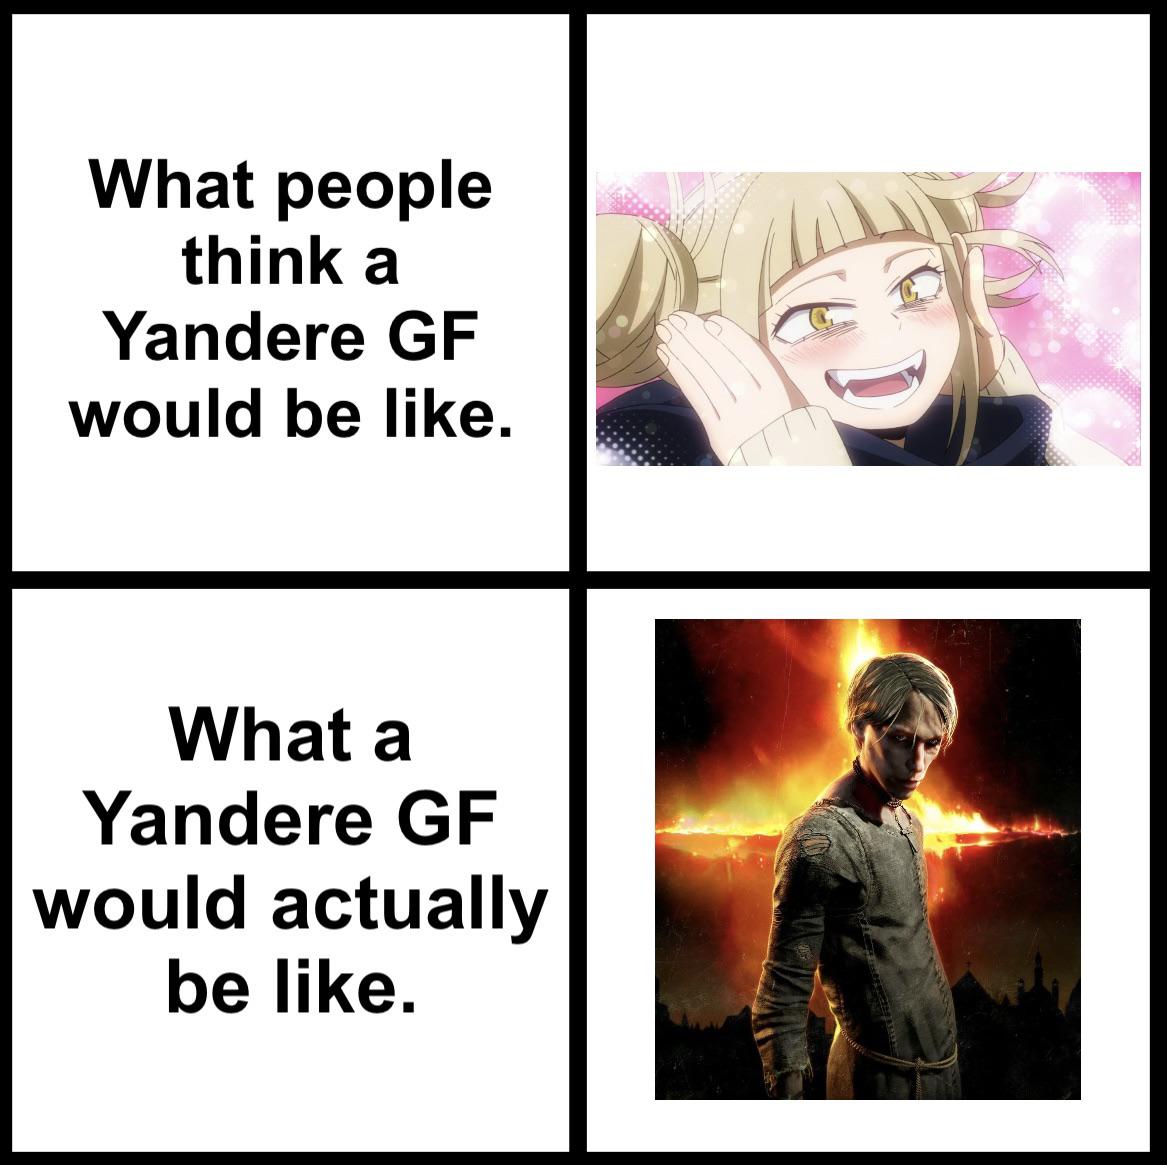 What people
think a
Yandere GF
would be like.
What a
Yandere GF
would actually
be like.